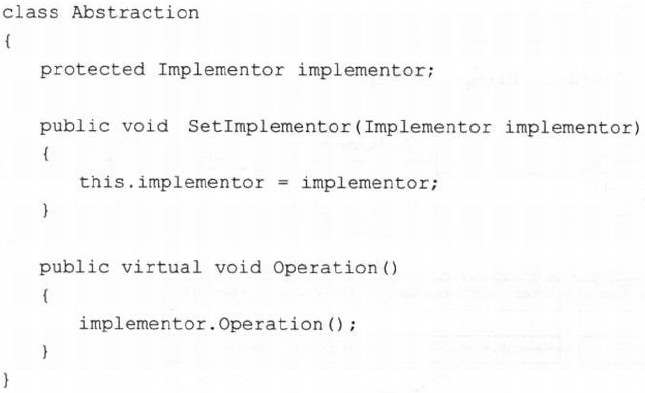 class Abstraction
{
    protected Implementor implementor;
    public void  SetImplementor(Implementor implementor)
    {
        this.implementor = implementor;
    }
    public virtual void Operation()
    {
        implementor.Operation();
    }
}